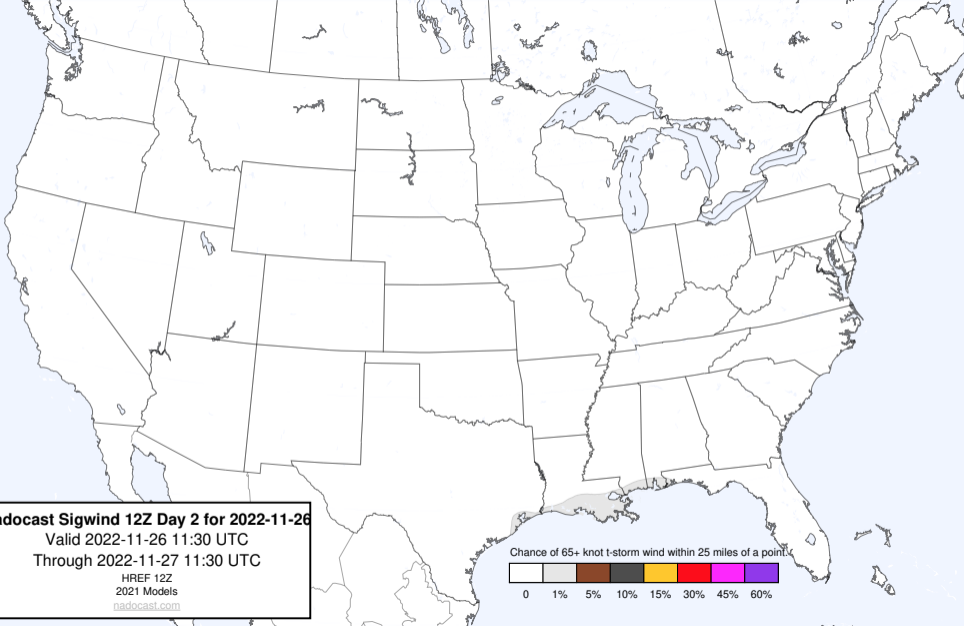 adocast Sigwind 12Z Day 2 for 2022-11-26
Valid 2022-11-26 11:30 UTC
Through 2022-11-27 11:30 UTC
HREF 12Z
2021 Models
nadocast.com
Chance of 65+ knot t-storm wind within 25 miles of a point.
0 1% 5% 10% 15% 30% 45% 60%